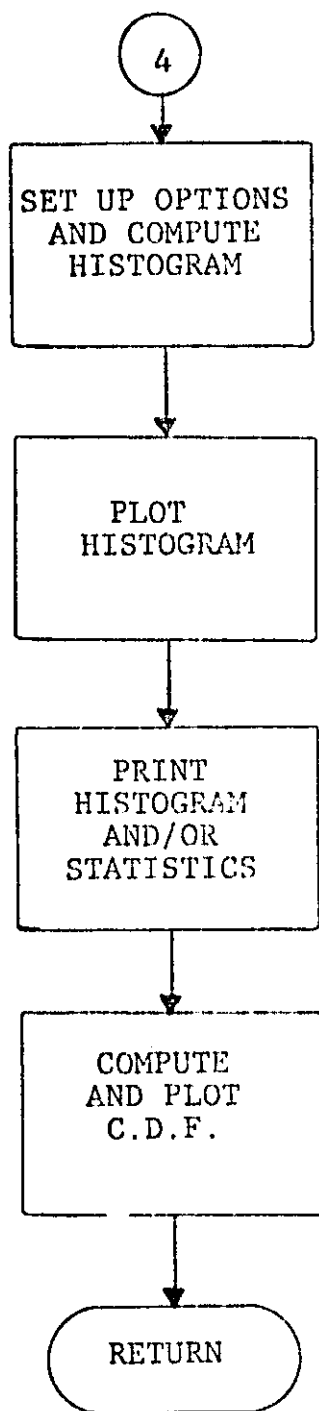 4
SET UP OPTIONS
AND COMPUTE
HISTOGRAM
PLOT
HISTOGRAM
PRINT
HISTOGRAM
AND/OR
STATISTICS
COMPUTE
AND PLOT
C.D.F.
RETURN